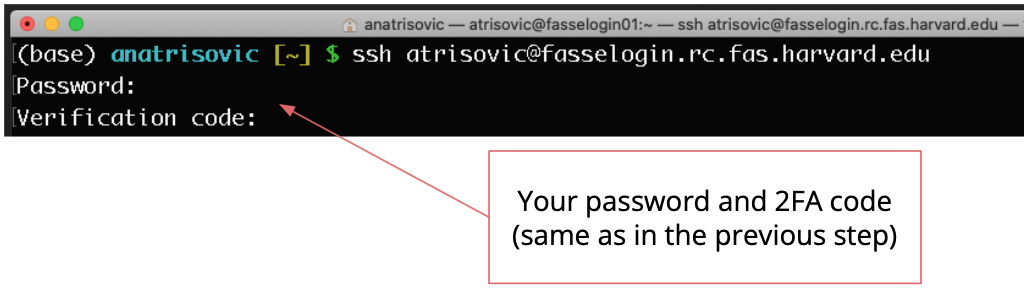 anatrisovic — atrisovic@fasselogin01:~ — ssh atrisovic@fasselogin.rc.fas.harvard.edu —
(base) anatrisovic [~] $ ssh atrisovic@fasselogin.rc.fas.harvard.edu
Password:
Verification code:
Your password and 2FA code
(same as in the previous step)